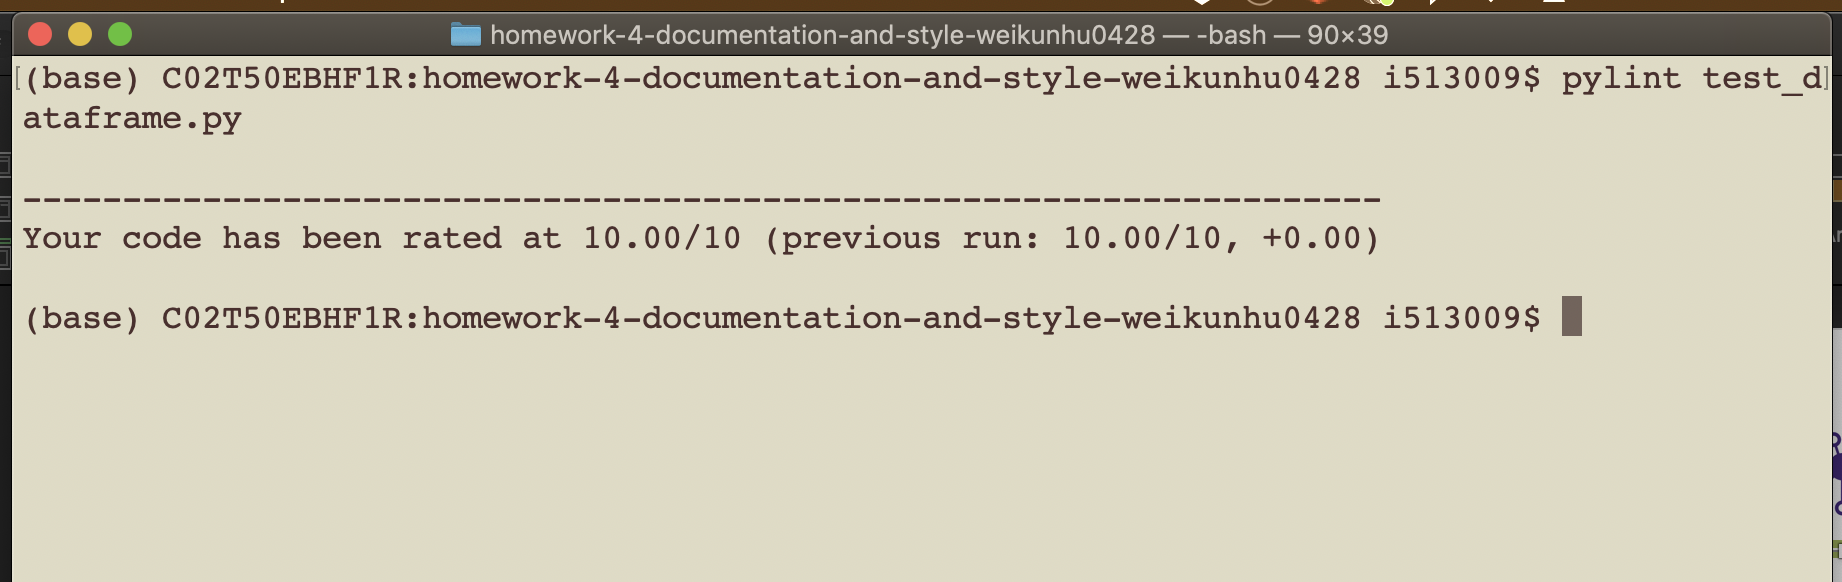 homework-4-documentation-and-style-weikunhu0428 — -bash — 90×39
(base) C02T50EBHF1R:homework-4-documentation-and-style-weikunhu0428 i513009$ pylint test_d
ataframe.py
--------------------------------------------------------------------
Your code has been rated at 10.00/10 (previous run: 10.00/10, +0.00)
(base) C02T50EBHF1R:homework-4-documentation-and-style-weikunhu0428 i513009$